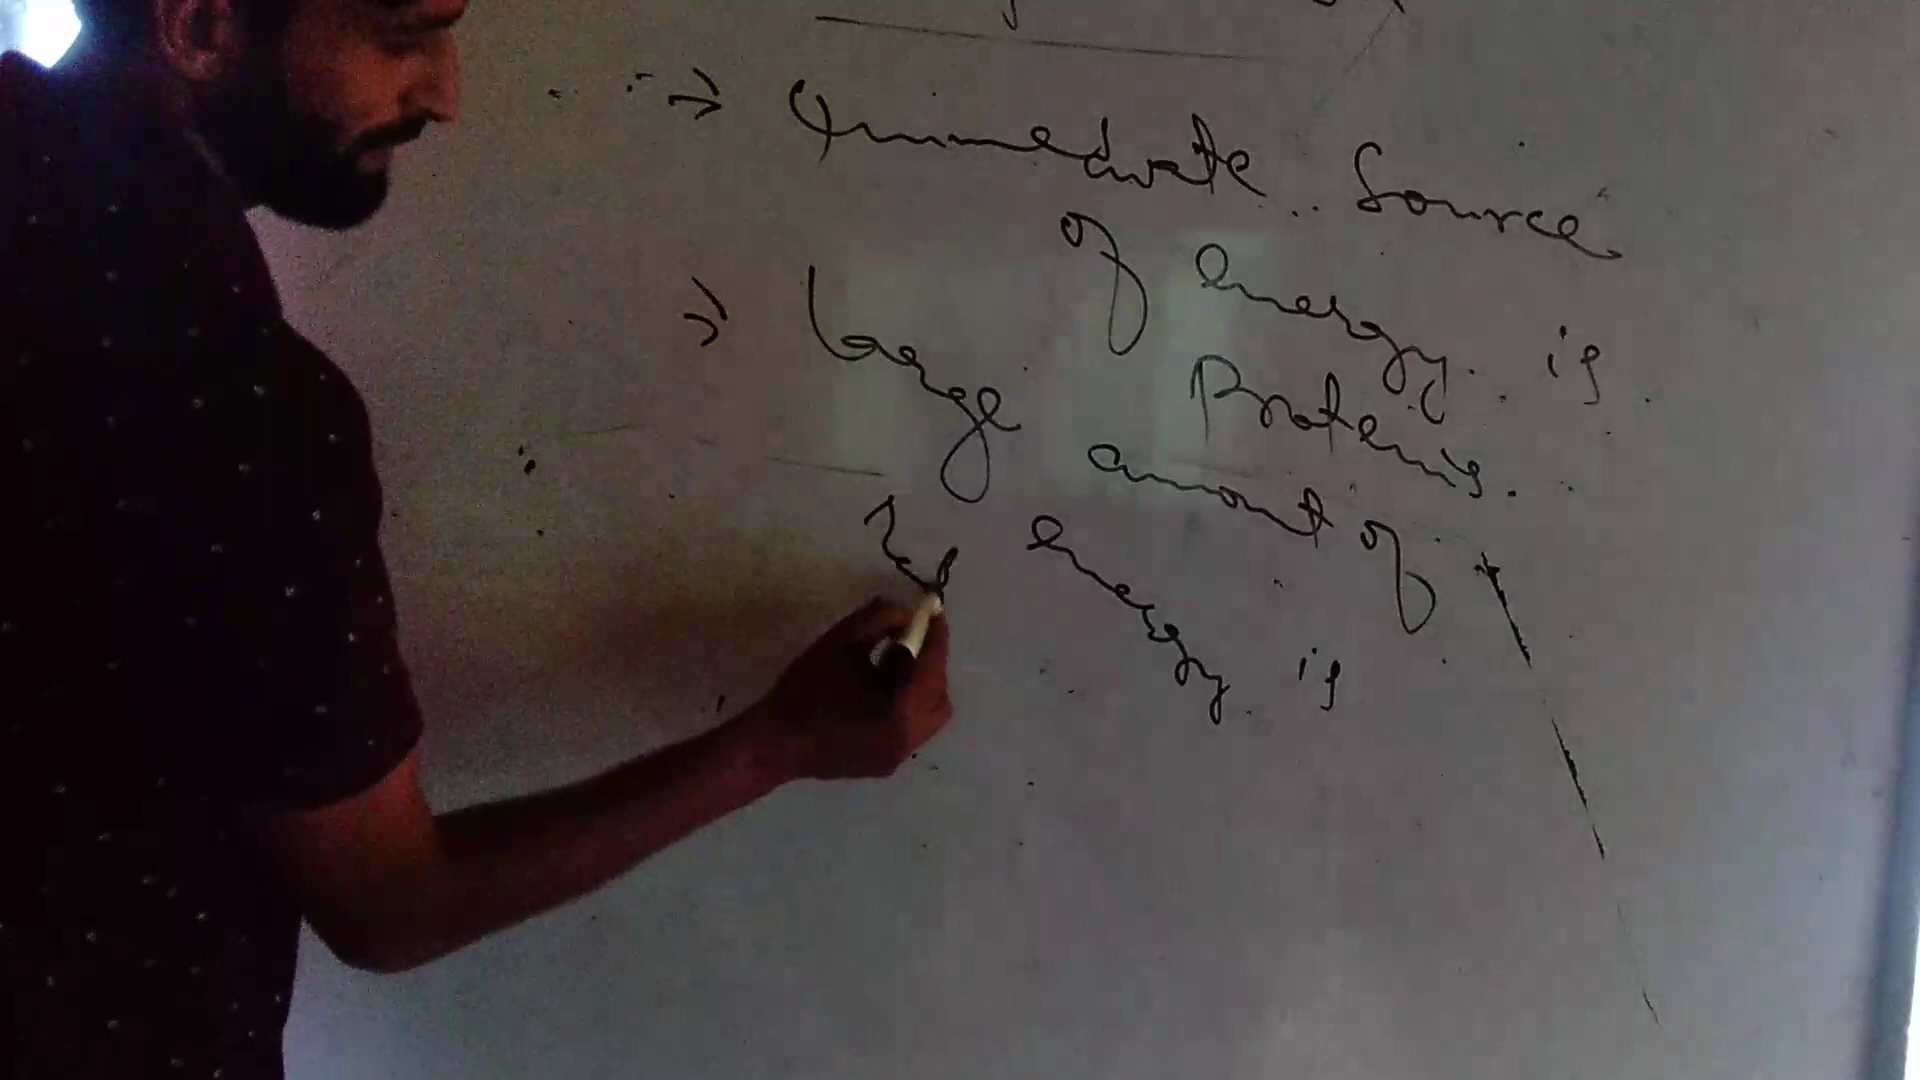 → Immediate Source
of energy is
Proteins.
→ Large amount of
energy is